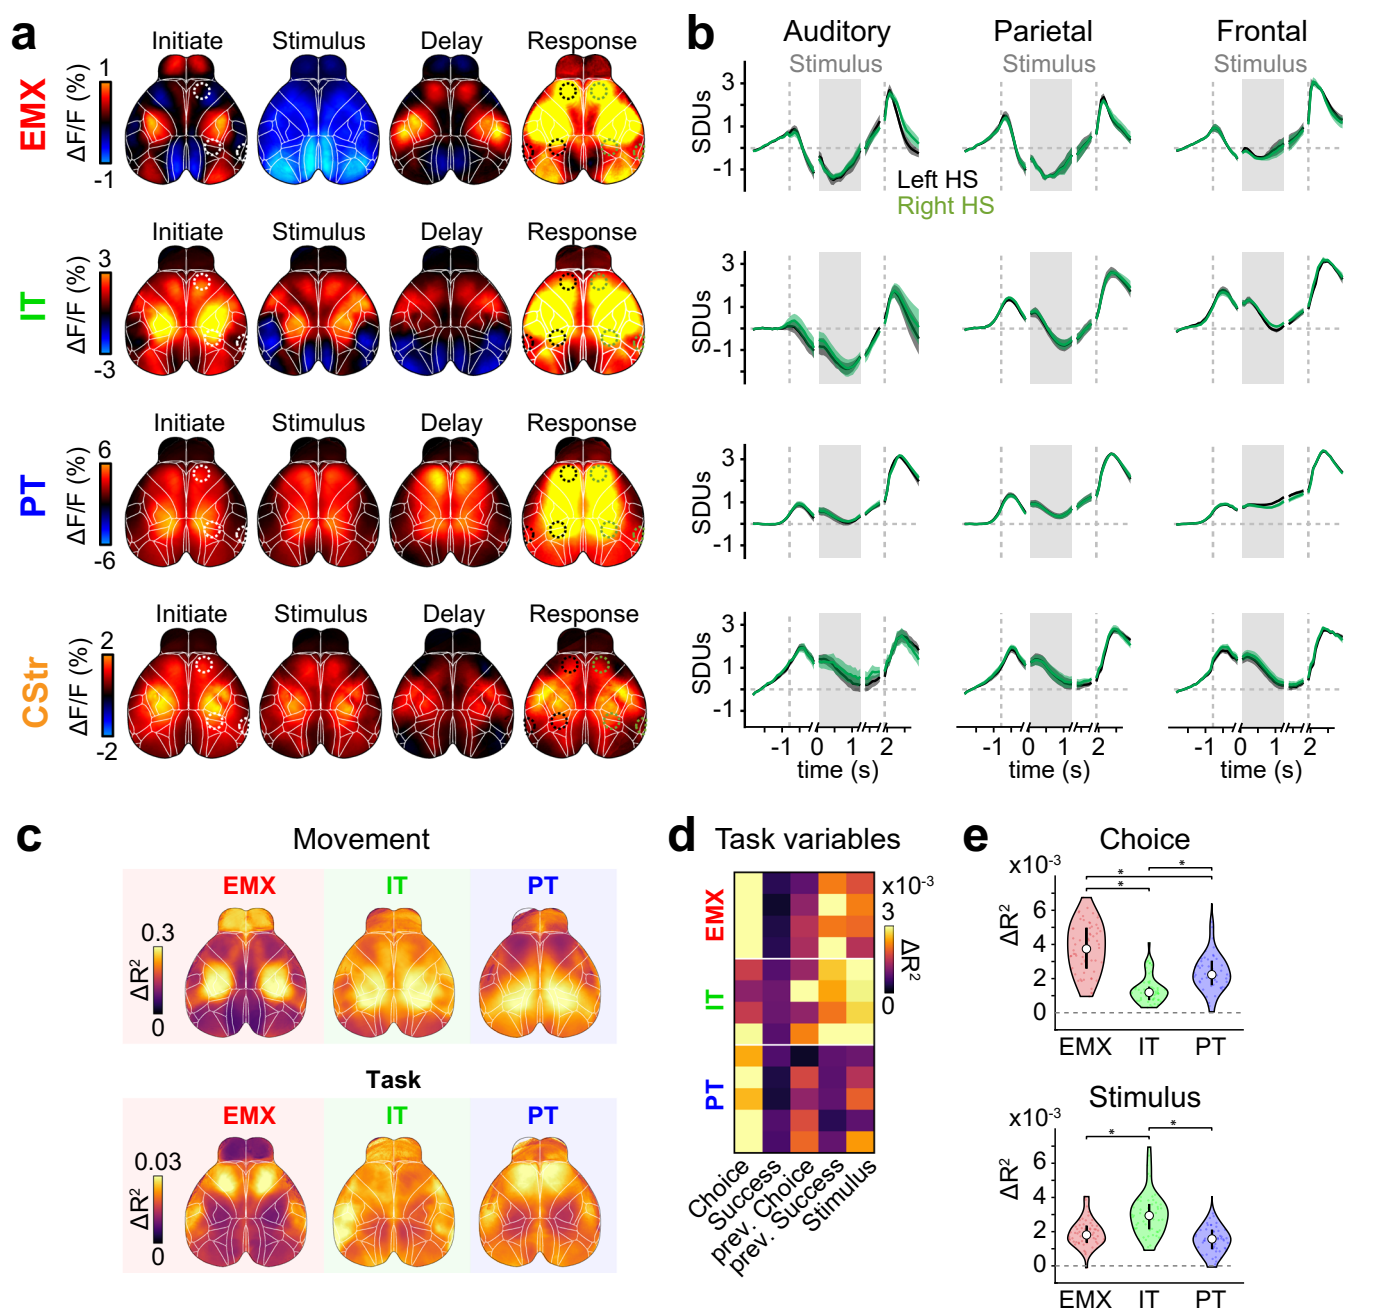 a
Initiate Stimulus Delay Response
EMX
ΔF/F (%)
1
-1
Initiate Stimulus Delay Response
IT
ΔF/F (%)
3
-3
Initiate Stimulus Delay Response
PT
ΔF/F (%)
6
-6
Initiate Stimulus Delay Response
CStr
ΔF/F (%)
2
-2
b
Auditory Parietal Frontal
Stimulus Stimulus Stimulus
SDUs
3
1
-1
Left HS
Right HS
SDUs
3
1
-1
SDUs
3
1
-1
SDUs
3
1
-1
-1 0 1 2 -1 0 1 2 -1 0 1 2
time (s) time (s) time (s)
c
Movement
EMX IT PT
0.3
ΔR²
0
Task
EMX IT PT
0.03
ΔR²
0
d
Task variables
EMX
IT
PT
x10⁻³
3
ΔR²
0
Choice
Success
prev. Choice
prev. Success
Stimulus
e
Choice
x10⁻³
* *
*
ΔR²
6
4
2
0
EMX IT PT
Stimulus
x10⁻³
* *
ΔR²
6
4
2
0
EMX IT PT